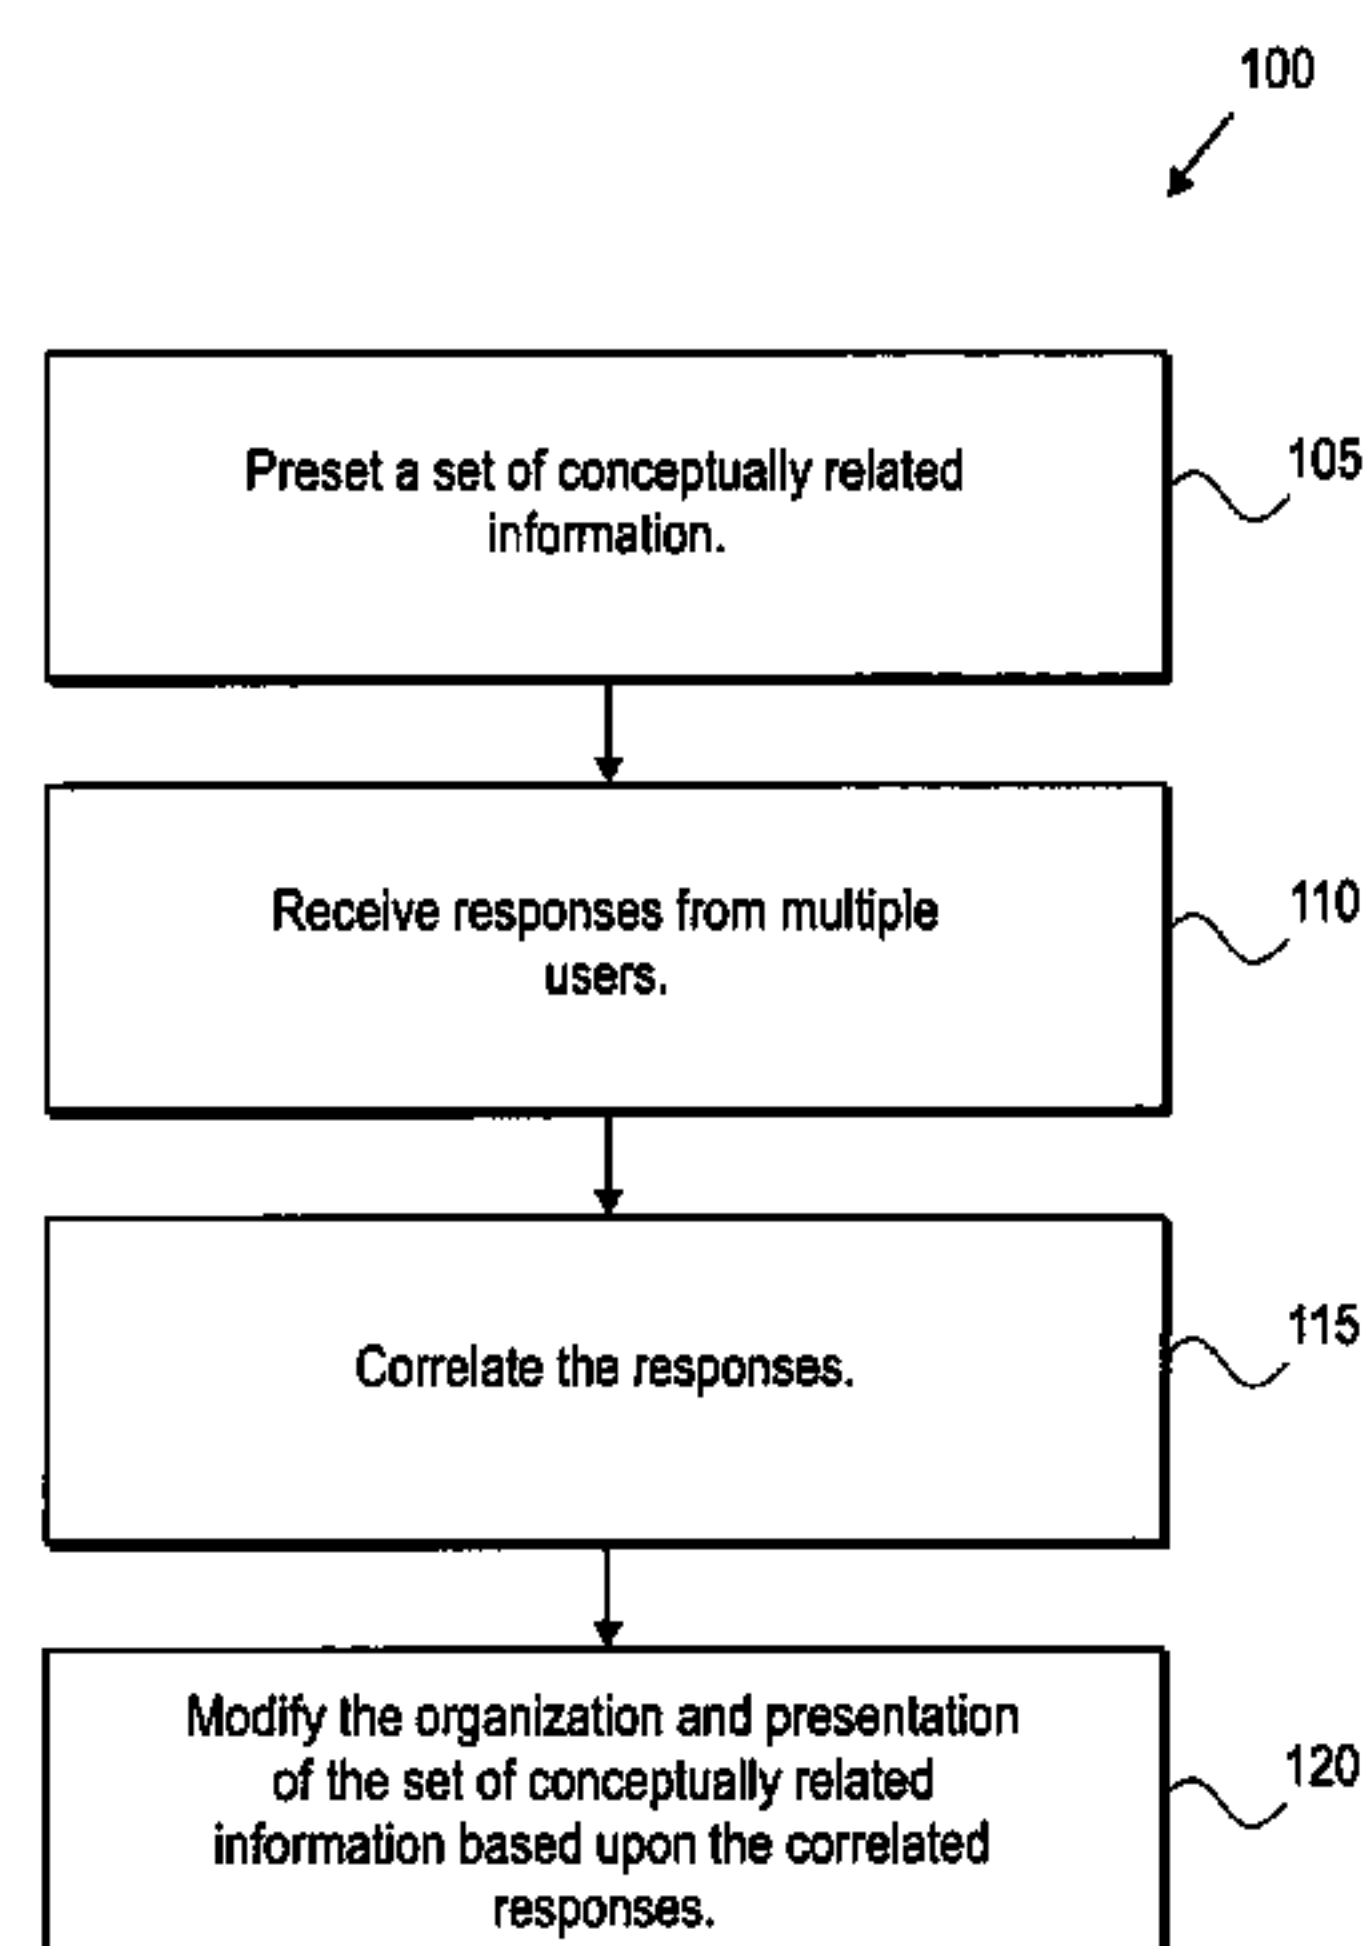 100
Preset a set of conceptually related
information.
105
Receive responses from multiple
users.
110
Correlate the responses.
115
Modify the organization and presentation
of the set of conceptually related
information based upon the correlated
responses.
120